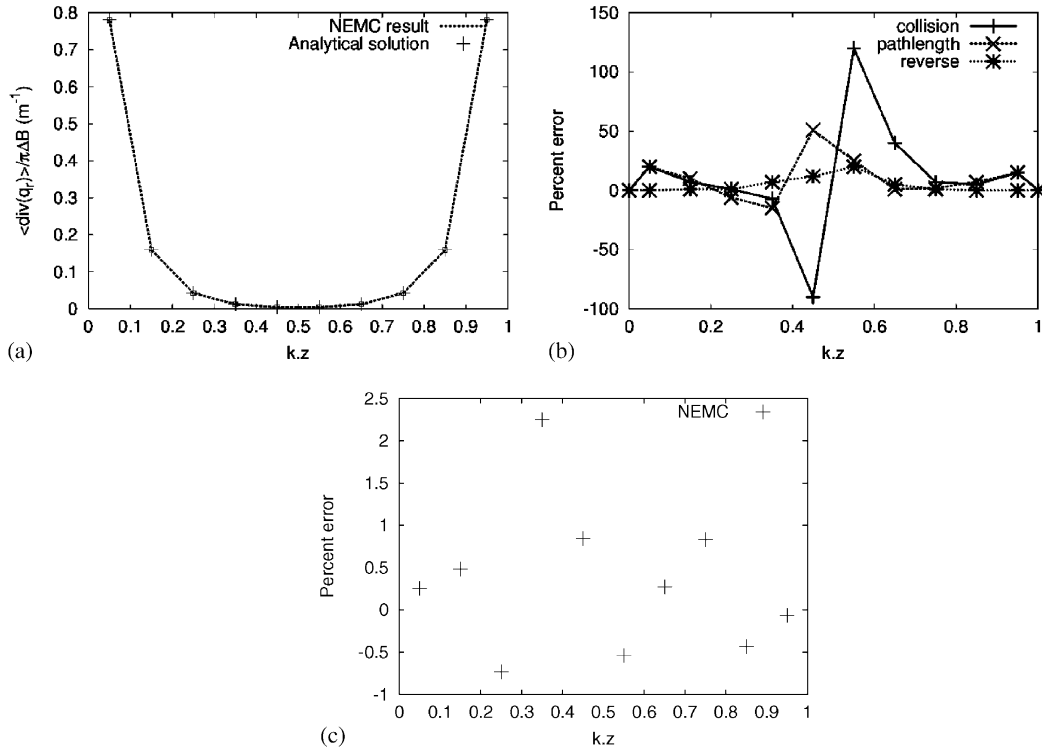 0.8
0.7
0.6
0.5
0.4
0.3
0.2
0.1
0
<div(qr)>/πΔB (m-1)
NEMC result
Analytical solution
0 0.1 0.2 0.3 0.4 0.5 0.6 0.7 0.8 0.9 1
k.z
(a)
150
100
50
0
-50
-100
Percent error
collision
pathlength
reverse
0 0.2 0.4 0.6 0.8 1
k.z
(b)
2.5
2
1.5
1
0.5
0
-0.5
-1
Percent error
NEMC
0 0.1 0.2 0.3 0.4 0.5 0.6 0.7 0.8 0.9 1
k.z
(c)